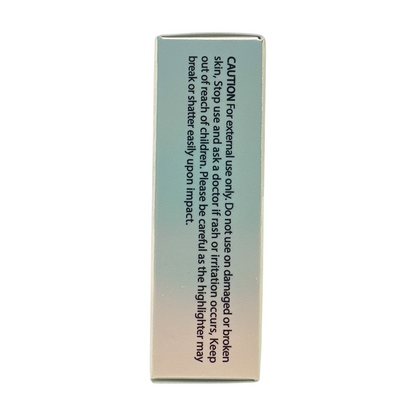 CAUTION For external use only. Do not use on damaged or broken
skin, Stop use and ask a doctor if rash or irritation occurs, Keep
out of reach of children. Please be careful as the highlighter may
break or shatter easily upon impact.